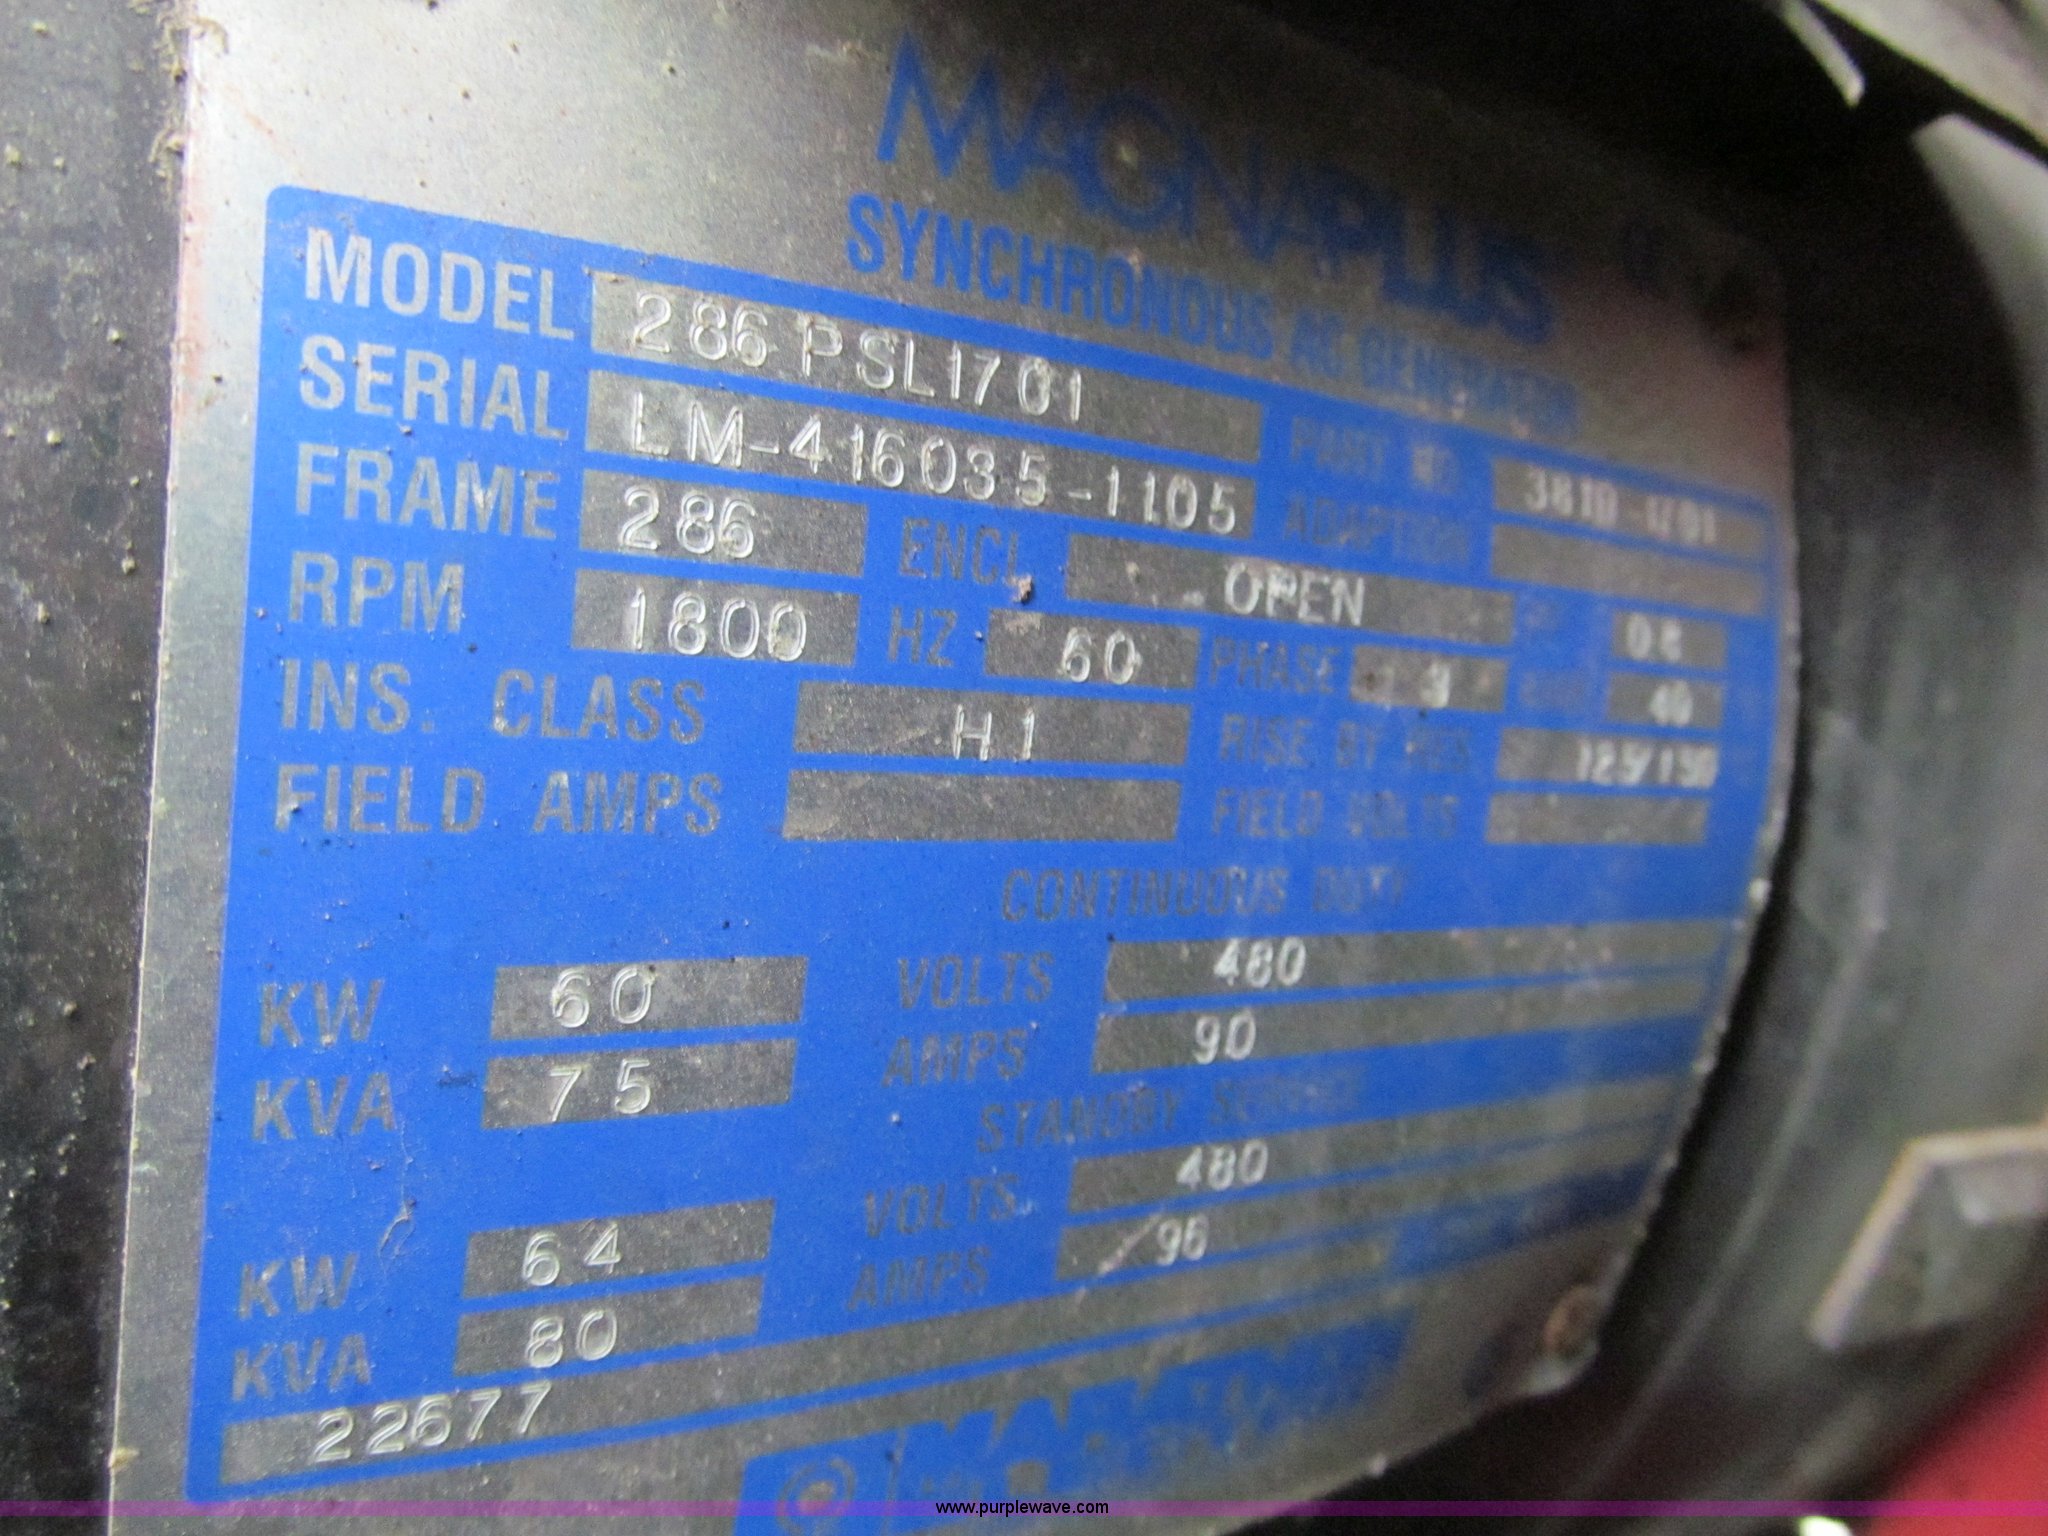 MAGNAPLUS
SYNCHRONOUS AC GENERATOR
MODEL 286PSL1701 PART NO.
SERIAL LM-416035-1105 ADAPTION
FRAME 286 ENCL OPEN
RPM 1800 HZ 60 PHASE 3 40
INS. CLASS H1 RISE BY RES
FIELD AMPS FIELD VOLTS
CONTINUOUS DUTY
KW 60 VOLTS 480
KVA 75 AMPS 90
STANDBY SERVICE
KW 64 VOLTS 480
KVA 80 AMPS 96
22677
www.purplewave.com